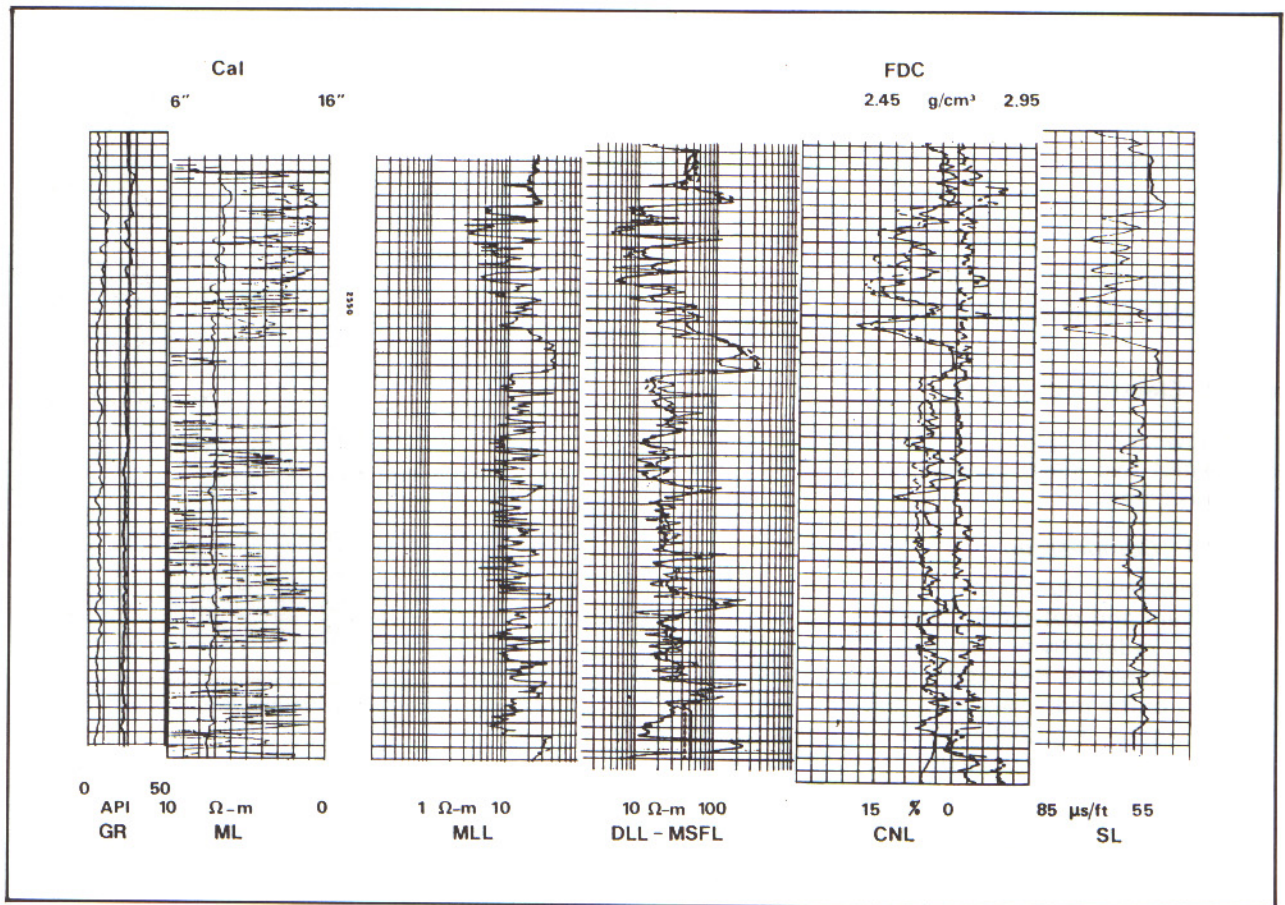 Cal
FDC
6" 16"
2.45 g/cm³ 2.95
0 50
API 10 Ω-m 0
1 Ω-m 10
10 Ω-m 100
15 % 0
85 µs/ft 55
GR ML
MLL
DLL-MSFL
CNL
SL